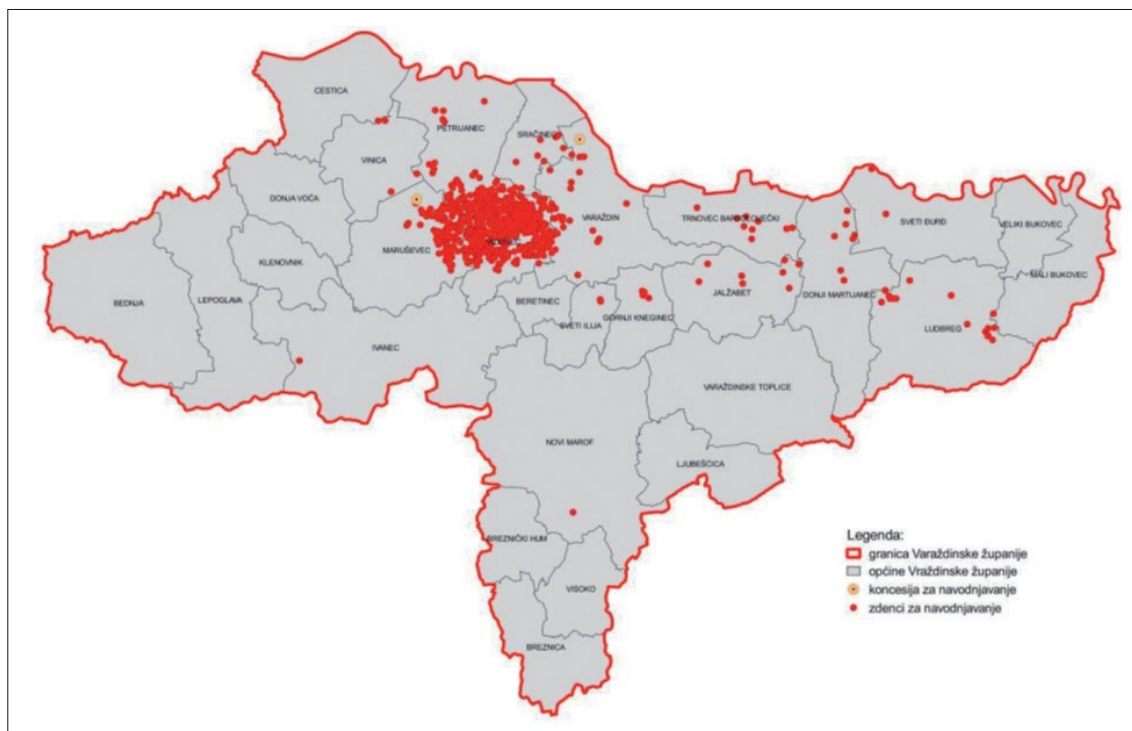 CESTICA
PETRIJANEC
SRAČINEC
VINICA
DONJA VOĆA
VARAŽDIN
TRNOVEC BARTOLOVEČKI
SVETI ĐURĐ
VELIKI BUKOVEC
MARUŠEVEC
KLENOVNIK
MALI BUKOVEC
BEDNJA
LEPOGLAVA
BERETINEC
JALŽABET
DONJI MARTIJANEC
GORNJI KNEGINEC
SVETI ILIJA
LUDBREG
IVANEC
VARAŽDINSKE TOPLICE
NOVI MAROF
LJUBEŠĆICA
BREZNIČKI HUM
VISOKO
BREZNICA
Legenda:
granica Varaždinske županije
općine Vraždinske županije
koncesija za navodnjavanje
zdenci za navodnjavanje